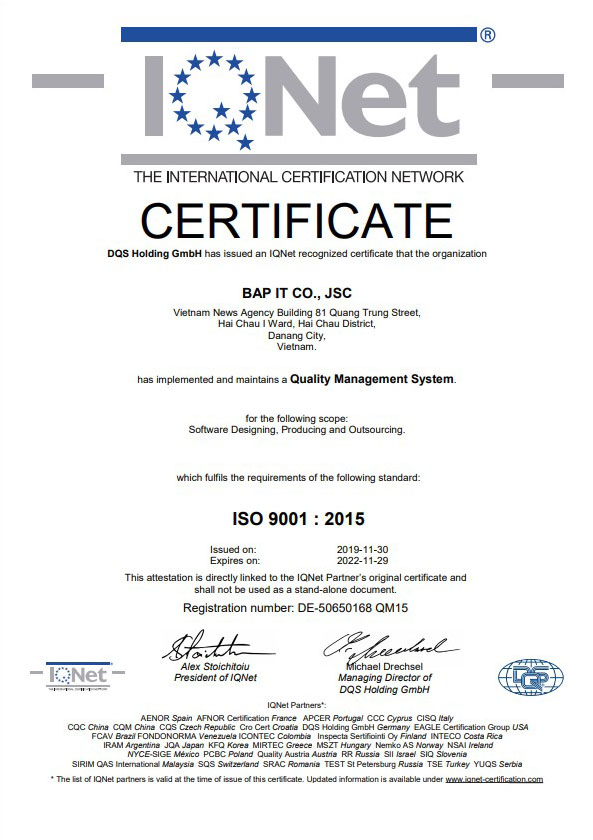 ®
IQNet
THE INTERNATIONAL CERTIFICATION NETWORK
CERTIFICATE
DQS Holding GmbH has issued an IQNet recognized certificate that the organization
BAP IT CO., JSC
Vietnam News Agency Building 81 Quang Trung Street,
Hai Chau I Ward, Hai Chau District,
Danang City,
Vietnam.
has implemented and maintains a Quality Management System.
for the following scope:
Software Designing, Producing and Outsourcing.
which fulfils the requirements of the following standard:
ISO 9001 : 2015
Issued on: 2019-11-30
Expires on: 2022-11-29
This attestation is directly linked to the IQNet Partner's original certificate and
shall not be used as a stand-alone document.
Registration number: DE-50650168 QM15
Alex Stoichitoiu
President of IQNet
Michael Drechsel
Managing Director of
DQS Holding GmbH
IQNet
THE INTERNATIONAL CERTIFICATION NETWORK
DQS
IQNet Partners*:
AENOR Spain AFNOR Certification France APCER Portugal CCC Cyprus CISQ Italy
CQC China CQM China CQS Czech Republic Cro Cert Croatia DQS Holding GmbH Germany EAGLE Certification Group USA
FCAV Brazil FONDONORMA Venezuela ICONTEC Colombia Inspecta Sertifiointi Oy Finland INTECO Costa Rica
IRAM Argentina JQA Japan KFQ Korea MIRTEC Greece MSZT Hungary Nemko AS Norway NSAI Ireland
NYCE-SIGE México PCBC Poland Quality Austria Austria RR Russia SII Israel SIQ Slovenia
SIRIM QAS International Malaysia SQS Switzerland SRAC Romania TEST St Petersburg Russia TSE Turkey YUQS Serbia
* The list of IQNet partners is valid at the time of issue of this certificate. Updated information is available under www.iqnet-certification.com